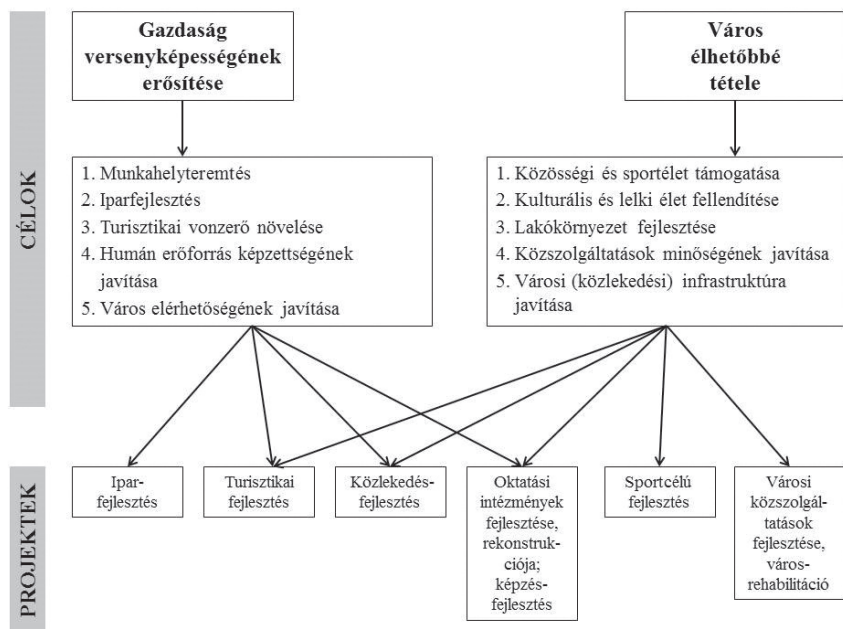 CÉLOK
Gazdaság
versenyképességének
erősítése
Város
élhetőbbé
tétele
1. Munkahelyteremtés
2. Iparfejlesztés
3. Turisztikai vonzerő növelése
4. Humán erőforrás képzettségének
javítása
5. Város elérhetőségének javítása
1. Közösségi és sportélet támogatása
2. Kulturális és lelki élet fellendítése
3. Lakókörnyezet fejlesztése
4. Közszolgáltatások minőségének javítása
5. Városi (közlekedési) infrastruktúra
javítása
PROJEKTEK
Ipar-
fejlesztés
Turisztikai
fejlesztés
Közlekedés-
fejlesztés
Oktatási
intézmények
fejlesztése,
rekonstruk-
ciója;
képzés-
fejlesztés
Sportcélú
fejlesztés
Városi
közszolgál-
tatások
fejlesztése,
város-
rehabilitáció